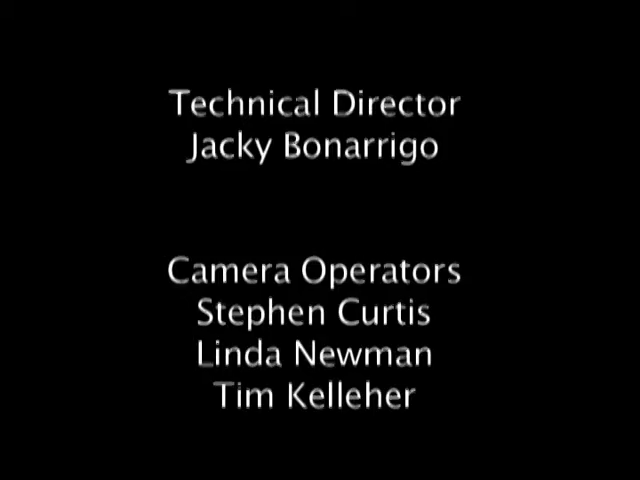 Technical Director
Jacky Bonarrigo
Camera Operators
Stephen Curtis
Linda Newman
Tim Kelleher